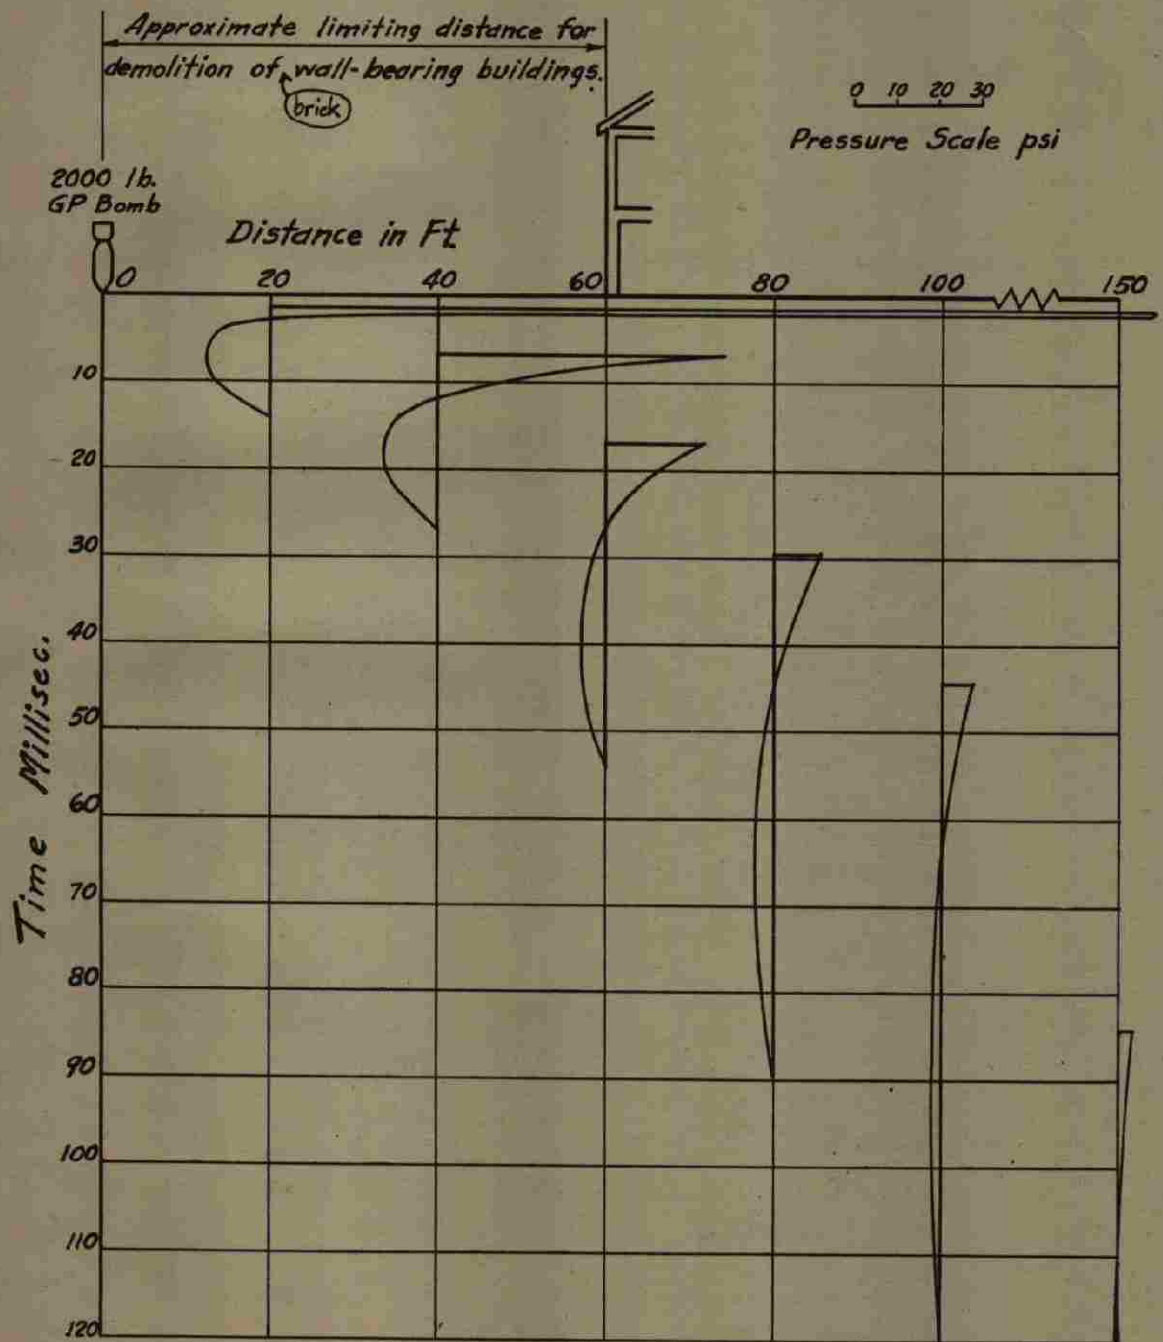 Approximate limiting distance for
demolition of wall-bearing buildings.
brick
0 10 20 30
Pressure Scale psi
2000 lb.
GP Bomb
Distance in Ft
0 20 40 60 80 100 150
10
20
30
40
50
60
70
80
90
100
110
120
Time Millisec.